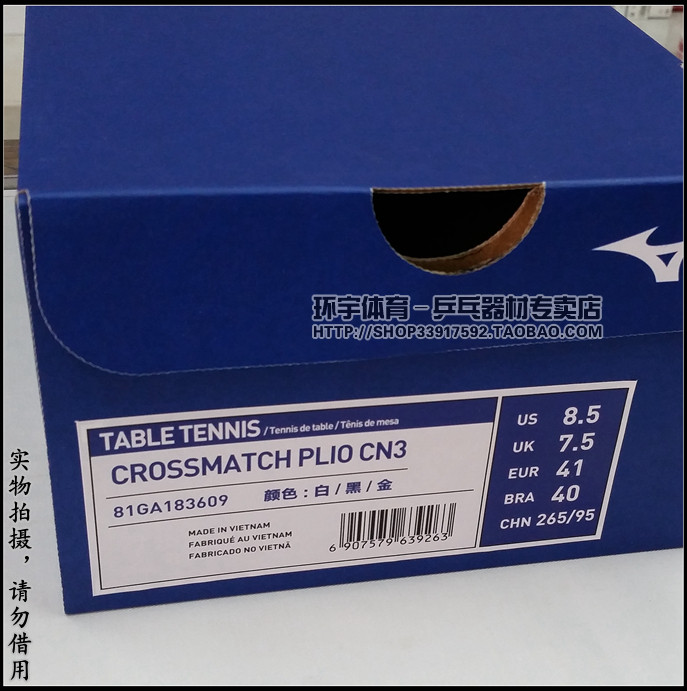 环宇体育-乒乓器材专卖店
HTTP://SHOP33917592.TAOBAO.COM/
TABLE TENNIS / Tennis de table / Tênis de mesa
CROSSMATCH PLIO CN3
81GA183609 颜色:白/黑/金
MADE IN VIETNAM
FABRIQUÉ AU VIETNAM
FABRICADO NO VIETNÃ
6 907579 639263
US 8.5
UK 7.5
EUR 41
BRA 40
CHN 265/95
实物拍摄,请勿借用